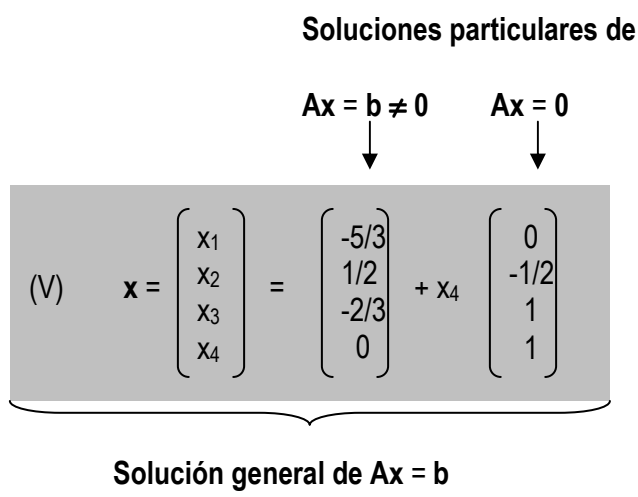 Soluciones particulares de
Ax = b ≠ 0 Ax = 0
x₁ -5/3 0
x₂ 1/2 -1/2
(V) x = = + x₄
x₃ -2/3 1
x₄ 0 1
Solución general de Ax = b